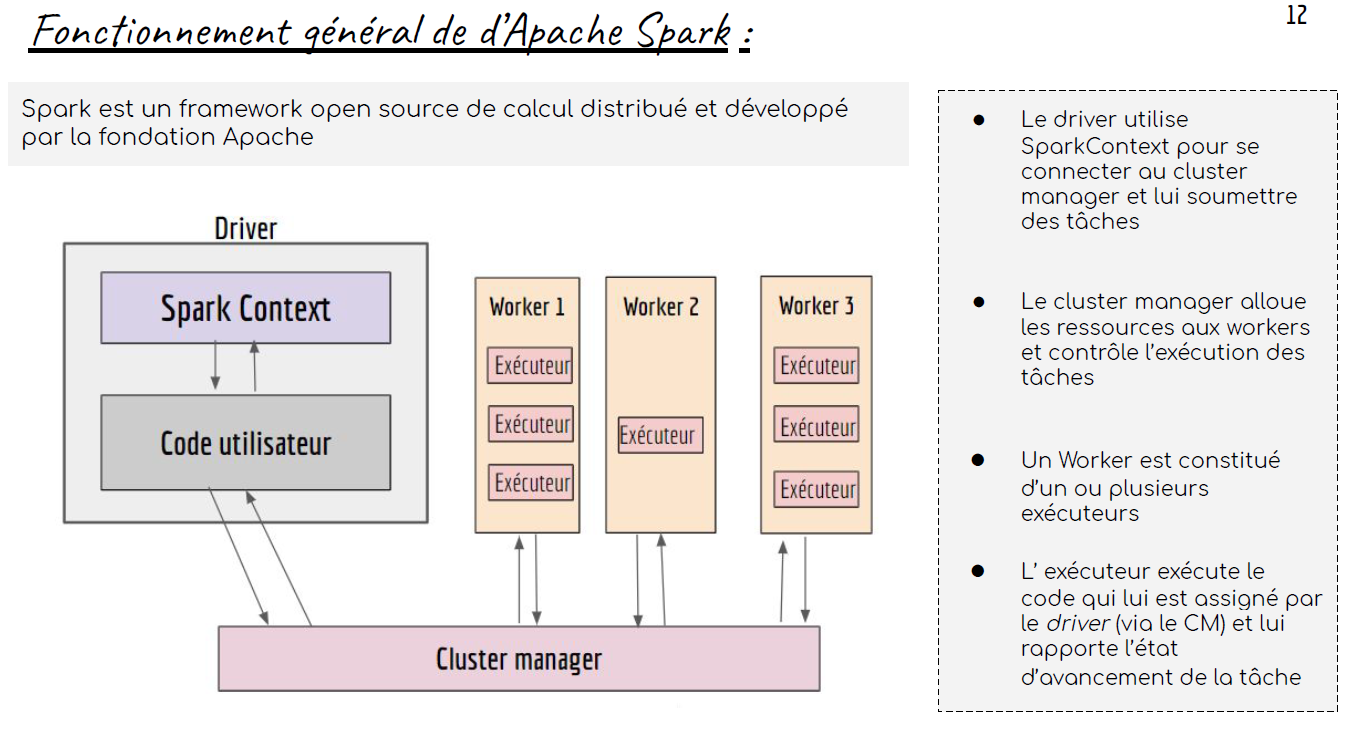 Fonctionnement général de d’Apache Spark :
12
Spark est un framework open source de calcul distribué et développé
par la fondation Apache
Driver
Spark Context
Code utilisateur
Worker 1
Exécuteur
Exécuteur
Exécuteur
Worker 2
Exécuteur
Worker 3
Exécuteur
Exécuteur
Exécuteur
Cluster manager
● Le driver utilise
SparkContext pour se
connecter au cluster
manager et lui soumettre
des tâches
● Le cluster manager alloue
les ressources aux workers
et contrôle l’exécution des
tâches
● Un Worker est constitué
d’un ou plusieurs
exécuteurs
● L’ exécuteur exécute le
code qui lui est assigné par
le driver (via le CM) et lui
rapporte l’état
d’avancement de la tâche